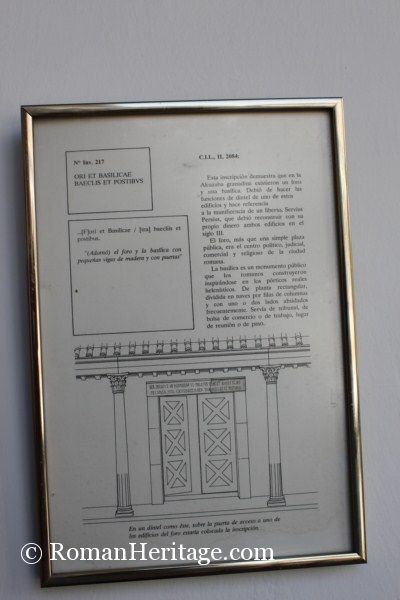 Nº Inv. 217
ORI ET BASILICAE
BAECLIS ET POSTIBVS
...[F]ori et Basilicae / [tra] baeclis et
postibus.
"(Adornó) el foro y la basílica con
pequeñas vigas de madera y con puertas"
C.I.L., II, 2084:
Esta inscripción demuestra que en la
Alcazaba granadina existieron un foro
y una basílica. Debió de hacer las
funciones de dintel de uno de estos
edificios y hace referencia
a la munificencia de un liberto, Servius
Persius, que debió reconstruir con su
propio dinero ambos edificios en el
siglo III.
El foro, más que una simple plaza
pública, era el centro político, judicial,
comercial y religioso de la ciudad
romana.
La basílica es un monumento público
que los romanos construyeron
inspirándose en los pórticos reales
helenísticos. De planta rectangular,
dividida en naves por filas de columnas
y con uno o dos lados absidados
frecuentemente. Servía de tribunal, de
bolsa de comercio o de trabajo, lugar
de reunión o de paso.
En un dintel como éste, sobre la puerta de acceso a uno de
los edificios del foro estaría colocada la inscripción.
© RomanHeritage.com